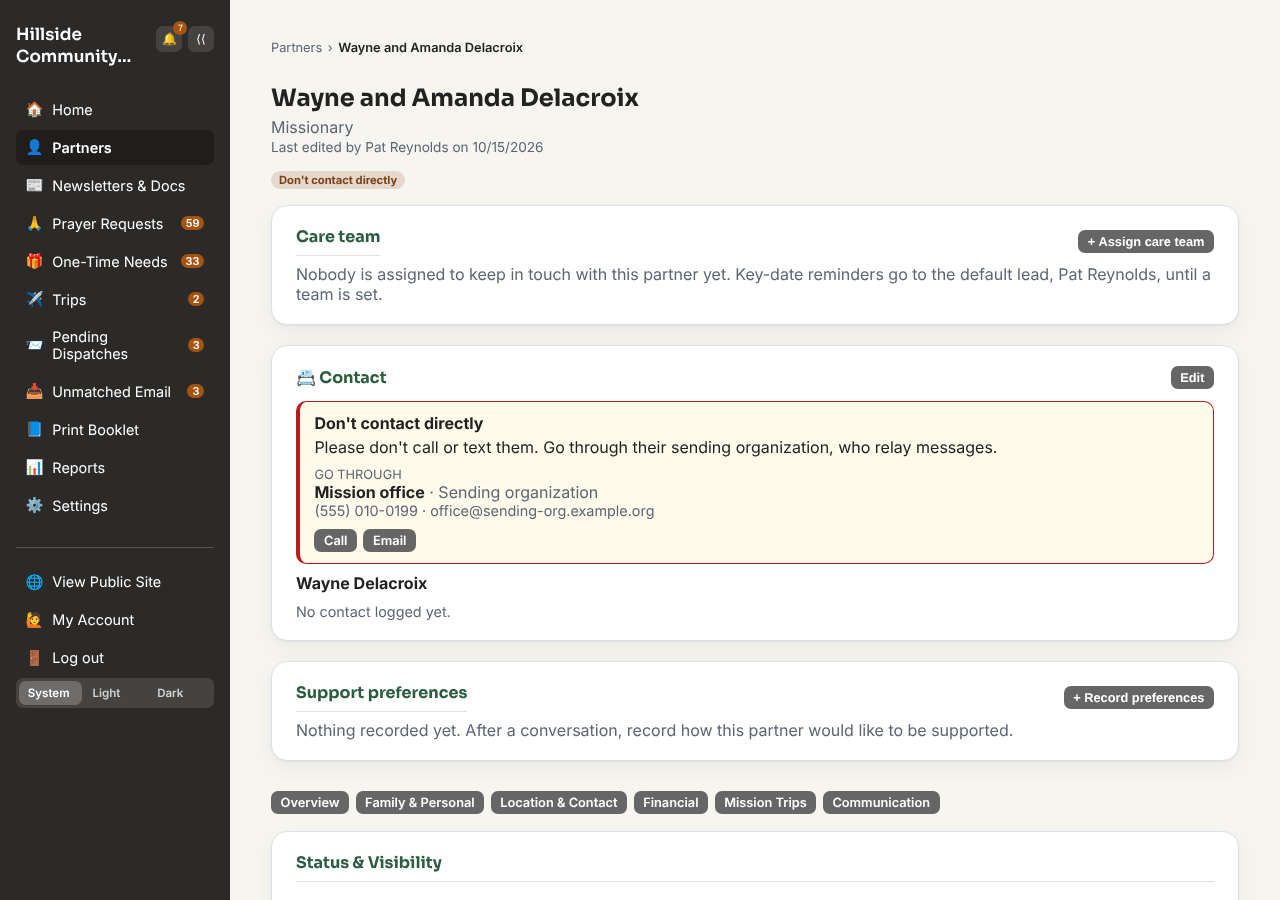 Hillside
Community...
7
⟨⟨
Home
Partners
Newsletters & Docs
Prayer Requests 59
One-Time Needs 33
Trips 2
Pending
Dispatches 3
Unmatched Email 3
Print Booklet
Reports
Settings
View Public Site
My Account
Log out
System Light Dark
Partners › Wayne and Amanda Delacroix
Wayne and Amanda Delacroix
Missionary
Last edited by Pat Reynolds on 10/15/2026
Don't contact directly
Care team
+ Assign care team
Nobody is assigned to keep in touch with this partner yet. Key-date reminders go to the default lead, Pat Reynolds, until a
team is set.
Contact
Edit
Don't contact directly
Please don't call or text them. Go through their sending organization, who relay messages.
GO THROUGH
Mission office · Sending organization
(555) 010-0199 · office@sending-org.example.org
Call Email
Wayne Delacroix
No contact logged yet.
Support preferences
+ Record preferences
Nothing recorded yet. After a conversation, record how this partner would like to be supported.
Overview Family & Personal Location & Contact Financial Mission Trips Communication
Status & Visibility